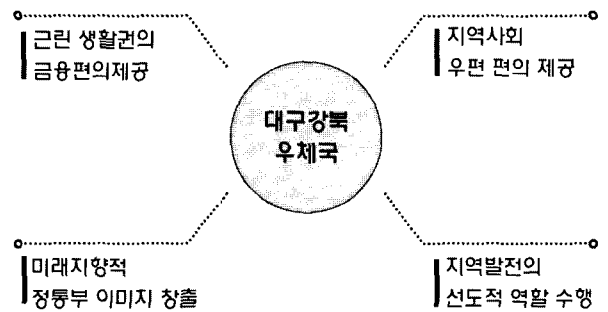 근린 생활권의
금융편의제공
지역사회
우편 편의 제공
대구강북
우체국
미래지향적
정통부 이미지 창출
지역발전의
선도적 역할 수행